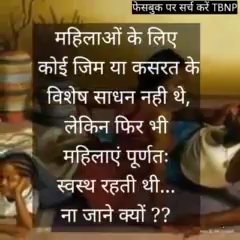 फेसबुक पर सर्च करें TBNP
महिलाओं के लिए
कोई जिम या कसरत के
विशेष साधन नही थे,
लेकिन फिर भी
महिलाएं पूर्णतः
स्वस्थ रहती थी...
ना जाने क्यों ??